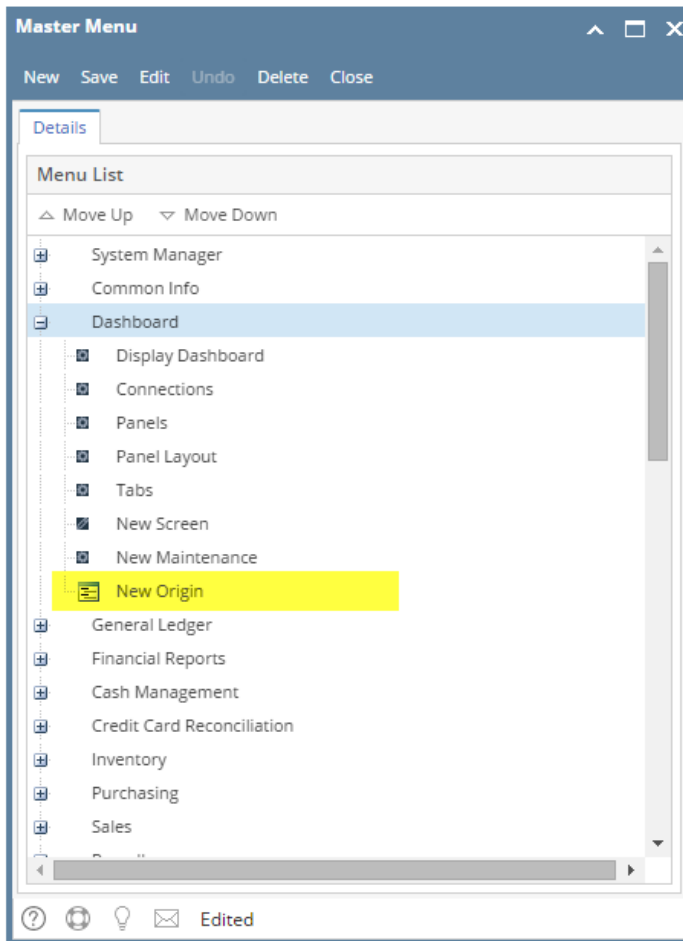 Master Menu
New Save Edit Undo Delete Close
Details
Menu List
Move Up Move Down
System Manager
Common Info
Dashboard
Display Dashboard
Connections
Panels
Panel Layout
Tabs
New Screen
New Maintenance
New Origin
General Ledger
Financial Reports
Cash Management
Credit Card Reconciliation
Inventory
Purchasing
Sales
Edited